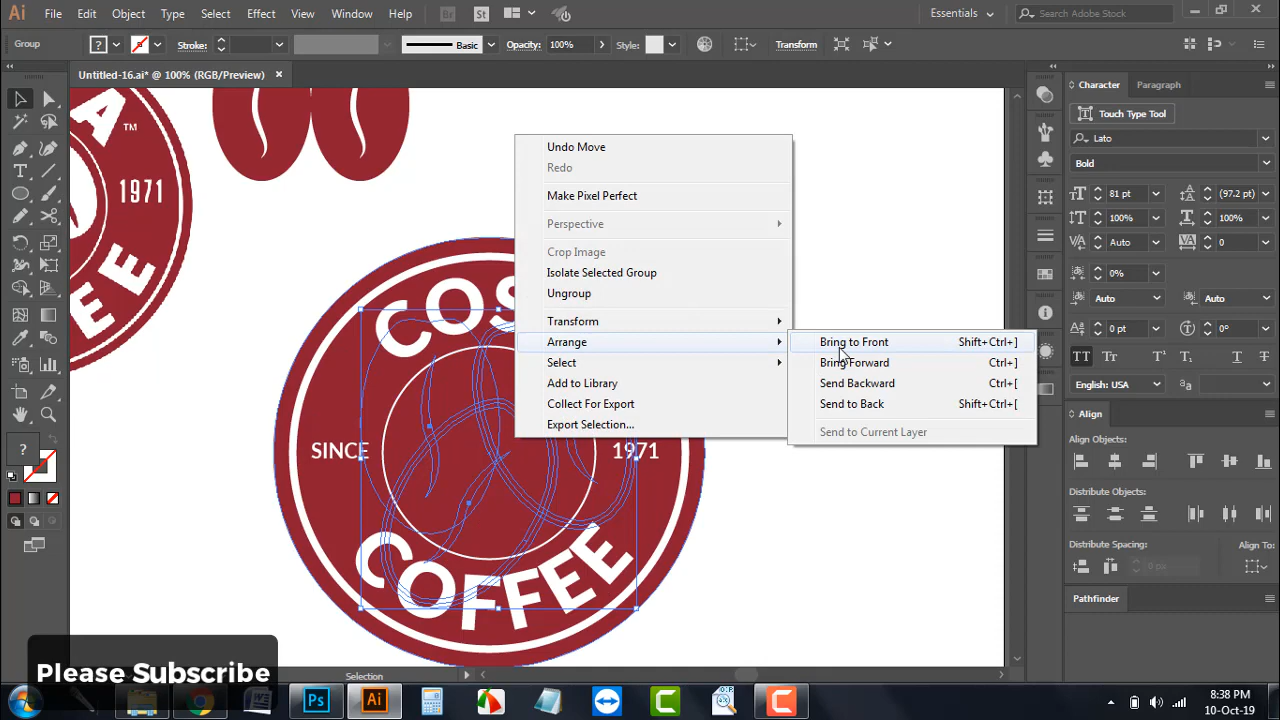 Ai File Edit Object Type Select Effect View Window Help Br St Essentials Search Adobe Stock
Group ? Stroke: Basic Opacity: 100% Style: Transform
Untitled-16.ai* @ 100% (RGB/Preview) ×
A
TM
1971
EE
COS
SINCE 1971
COFFEE
Undo Move
Redo
Make Pixel Perfect
Perspective
Crop Image
Isolate Selected Group
Ungroup
Transform
Arrange
Select
Add to Library
Collect For Export
Export Selection...
Bring to Front Shift+Ctrl+]
Bring Forward Ctrl+]
Send Backward Ctrl+[
Send to Back Shift+Ctrl+[
Send to Current Layer
Character Paragraph
Touch Type Tool
Lato
Bold
81 pt (97.2 pt)
100% 100%
Auto 0
0%
Auto Auto
0 pt 0°
English: USA
Align
Align Objects:
Distribute Objects:
Distribute Spacing: Align To:
0 px
Pathfinder
?
Selection
Please Subscribe
Ps Ai C C
8:38 PM
10-Oct-19